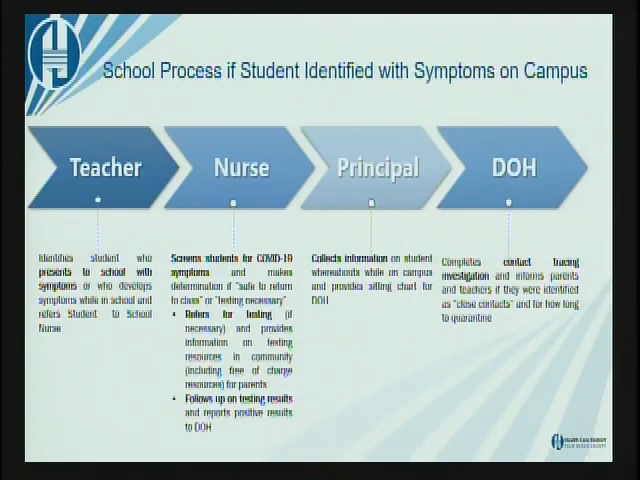 School Process if Student Identified with Symptoms on Campus
Teacher
Nurse
Principal
DOH
Identifies student who
presents to school with
symptoms or who develops
symptoms while in school and
refers Student to School
Nurse
Screens students for COVID-19
symptoms and makes
determination if "safe to return
to class" or "testing necessary"
• Refers for testing (if
necessary) and provides
information on testing
resources in community
(including free of charge
resources) for parents
• Follows up on testing results
and reports positive results
to DOH
Collects information on student
whereabouts while on campus
and provides sitting chart for
DOH
Completes contact tracing
investigation and informs parents
and teachers if they were identified
as "close contacts" and for how long
to quarantine